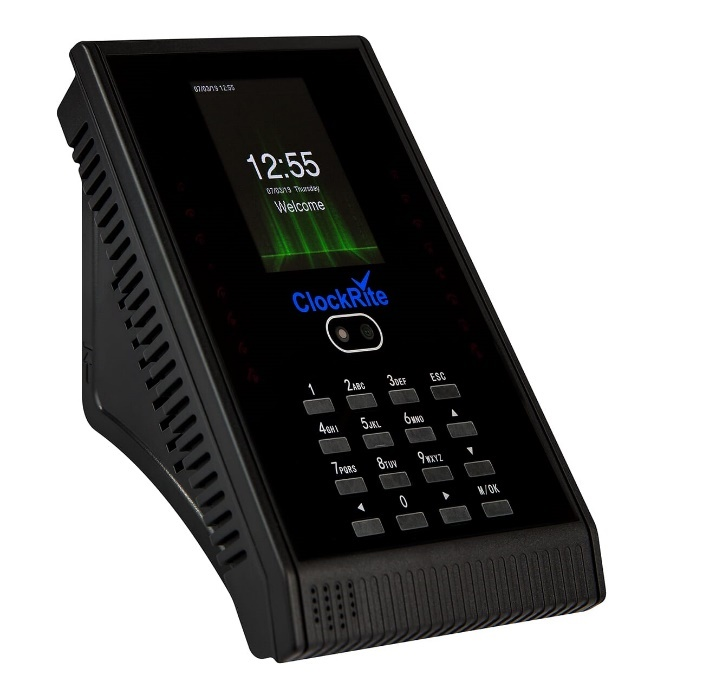 07/03/19 12:55
12:55
07/03/19 Thursday
Welcome
ClockRite
1 2ABC 3DEF ESC
4GHI 5JKL 6MNO ▲
7PQRS 8TUV 9WXYZ ▼
◀ 0 ▶ M/OK